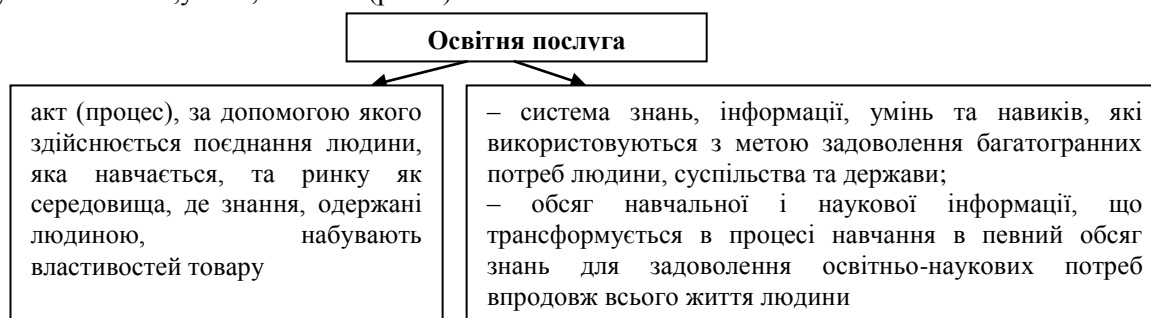 Освітня послуга
акт (процес), за допомогою якого
здійснюється поєднання людини,
яка навчається, та ринку як
середовища, де знання, одержані
людиною, набувають
властивостей товару
– система знань, інформації, умінь та навиків, які
використовуються з метою задоволення багатогранних
потреб людини, суспільства та держави;
– обсяг навчальної і наукової інформації, що
трансформується в процесі навчання в певний обсяг
знань для задоволення освітньо-наукових потреб
впродовж всього життя людини